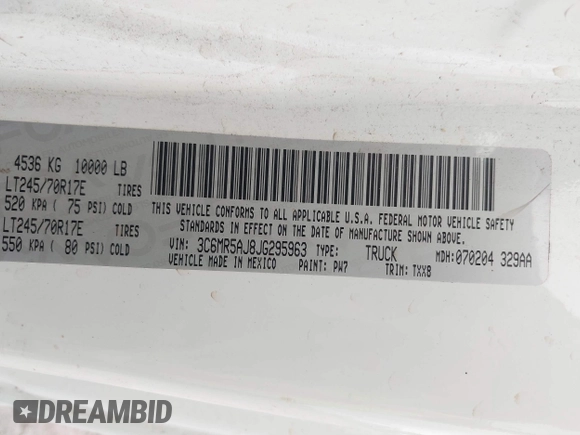 4536 KG 10000 LB
LT245/70R17E TIRES
520 KPA ( 75 PSI) COLD
LT245/70R17E TIRES
550 KPA ( 80 PSI) COLD
THIS VEHICLE CONFORMS TO ALL APPLICABLE U.S.A. FEDERAL MOTOR VEHICLE SAFETY
STANDARDS IN EFFECT ON THE DATE OF MANUFACTURE SHOWN ABOVE.
VIN: 3C6MR5AJ8JG295963 TYPE: TRUCK MDH: 070204 329AA
VEHICLE MADE IN MEXICO PAINT: PW7 TRIM: TXX8
DREAMBID